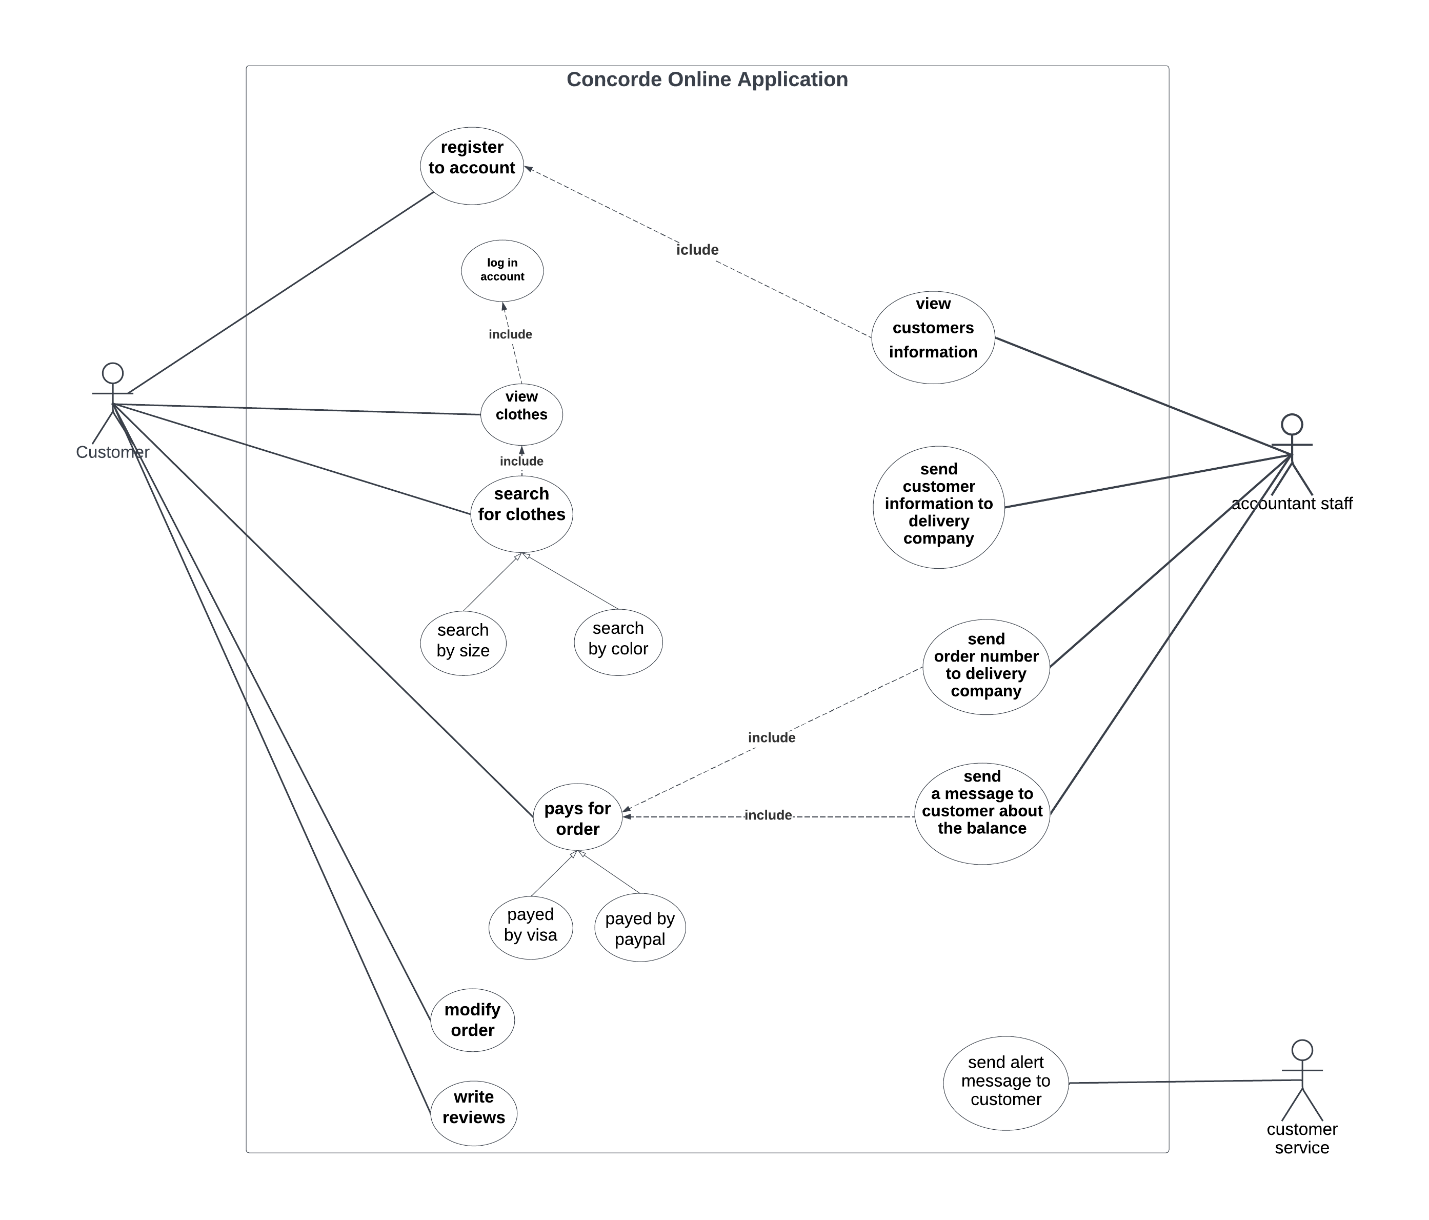 Concorde Online Application
register
to account
iclude
log in
account
include
view
customers
information
view
clothes
Customer
include
search
for clothes
send
customer
information to
delivery
company
accountant staff
search
by size
search
by color
send
order number
to delivery
company
include
send
a message to
customer about
the balance
include
pays for
order
payed
by visa
payed by
paypal
modify
order
write
reviews
send alert
message to
customer
customer
service